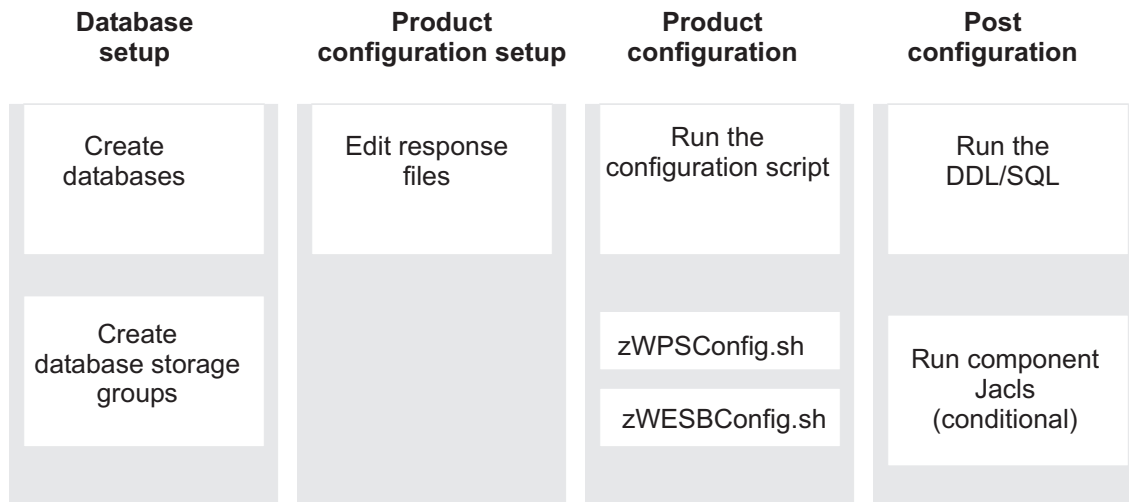 Database
setup
Product
configuration setup
Product
configuration
Post
configuration
Create
databases
Edit response
files
Run the
configuration script
Run the
DDL/SQL
Create
database storage
groups
zWPSConfig.sh
zWESBConfig.sh
Run component
Jacls
(conditional)